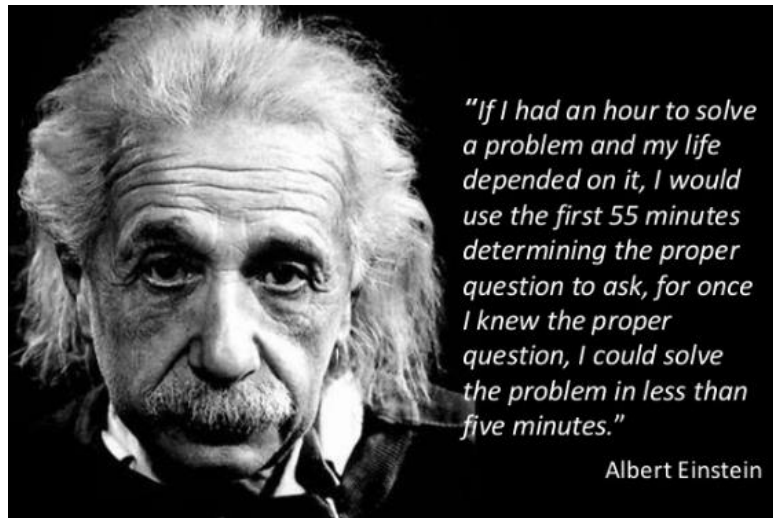 "If I had an hour to solve
a problem and my life
depended on it, I would
use the first 55 minutes
determining the proper
question to ask, for once
I knew the proper
question, I could solve
the problem in less than
five minutes.”
Albert Einstein